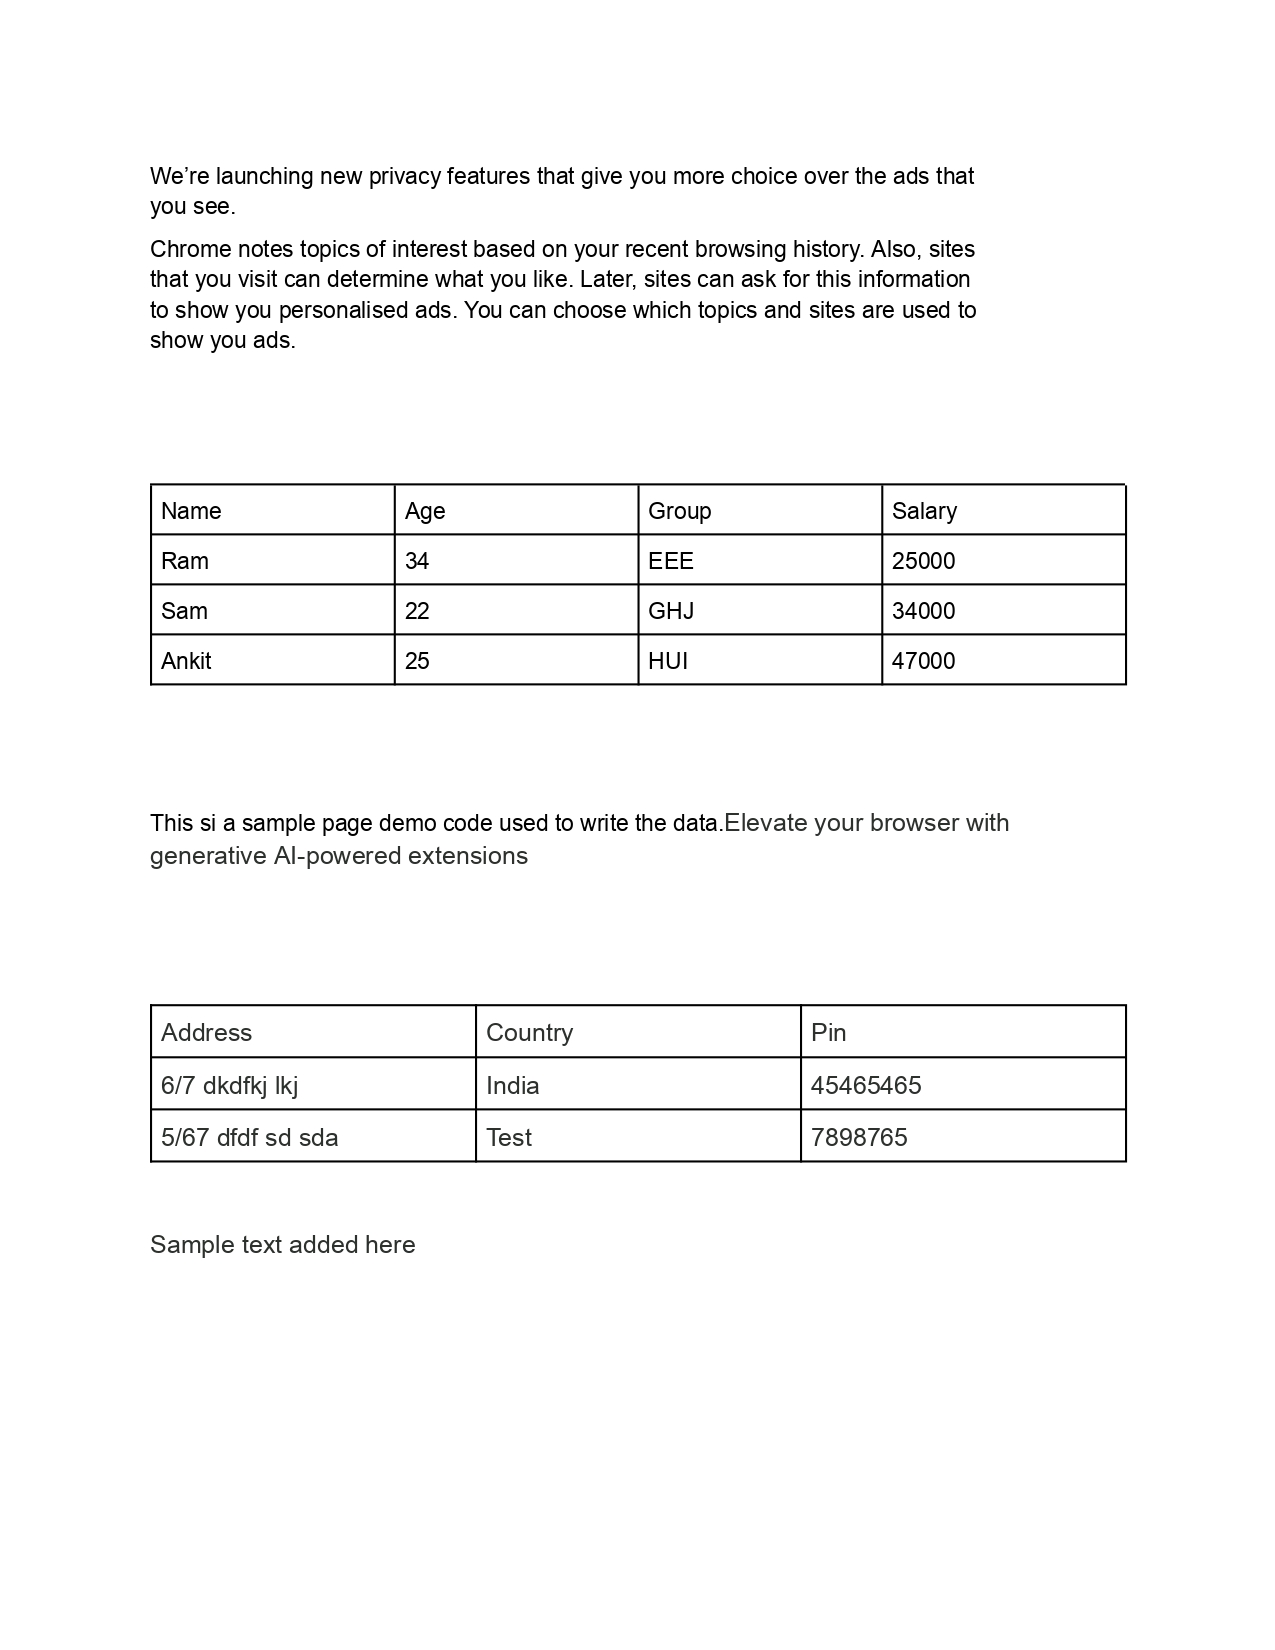 We’re launching new privacy features that give you more choice over the ads that
you see.
Chrome notes topics of interest based on your recent browsing history. Also, sites
that you visit can determine what you like. Later, sites can ask for this information
to show you personalised ads. You can choose which topics and sites are used to
show you ads.
Name Age Group Salary
Ram 34 EEE 25000
Sam 22 GHJ 34000
Ankit 25 HUI 47000
This si a sample page demo code used to write the data.Elevate your browser with
generative AI-powered extensions
Address Country Pin
6/7 dkdfkj lkj India 45465465
5/67 dfdf sd sda Test 7898765
Sample text added here